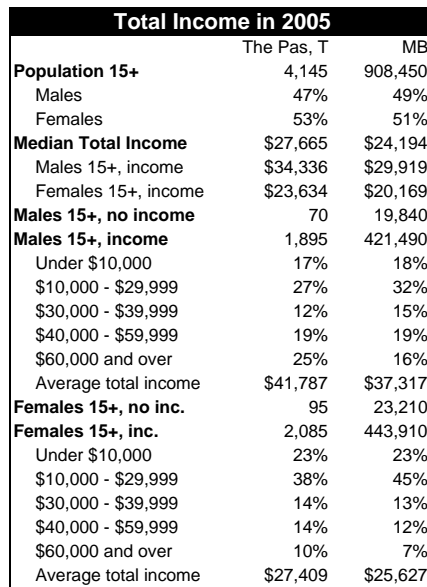 Total Income in 2005
The Pas, T MB
Population 15+ 4,145 908,450
Males 47% 49%
Females 53% 51%
Median Total Income $27,665 $24,194
Males 15+, income $34,336 $29,919
Females 15+, income $23,634 $20,169
Males 15+, no income 70 19,840
Males 15+, income 1,895 421,490
Under $10,000 17% 18%
$10,000 - $29,999 27% 32%
$30,000 - $39,999 12% 15%
$40,000 - $59,999 19% 19%
$60,000 and over 25% 16%
Average total income $41,787 $37,317
Females 15+, no inc. 95 23,210
Females 15+, inc. 2,085 443,910
Under $10,000 23% 23%
$10,000 - $29,999 38% 45%
$30,000 - $39,999 14% 13%
$40,000 - $59,999 14% 12%
$60,000 and over 10% 7%
Average total income $27,409 $25,627